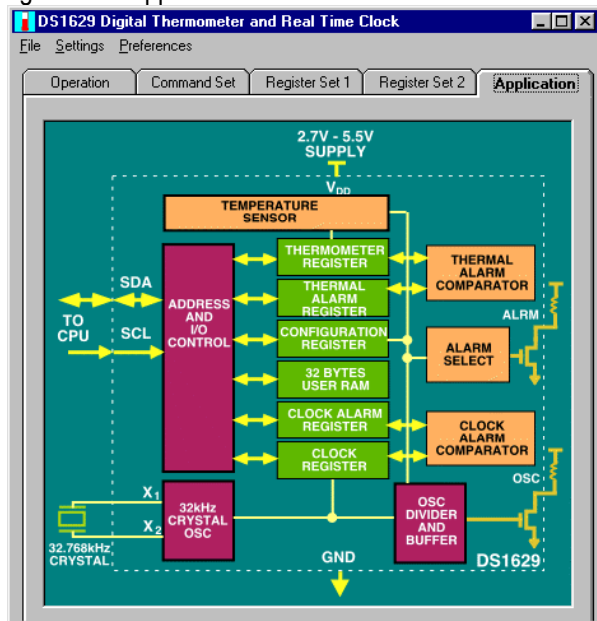 DS1629 Digital Thermometer and Real Time Clock
File Settings Preferences
Operation Command Set Register Set 1 Register Set 2 Application
2.7V - 5.5V
SUPPLY
VDD
TEMPERATURE
SENSOR
THERMOMETER
REGISTER
THERMAL
ALARM
COMPARATOR
SDA
ADDRESS
AND
I/O
CONTROL
THERMAL
ALARM
REGISTER
ALRM
TO
CPU
SCL
CONFIGURATION
REGISTER
ALARM
SELECT
32 BYTES
USER RAM
CLOCK ALARM
REGISTER
CLOCK
ALARM
COMPARATOR
CLOCK
REGISTER
OSC
X1
X2
32kHz
CRYSTAL
OSC
OSC
DIVIDER
AND
BUFFER
32.768kHz
CRYSTAL
GND
DS1629